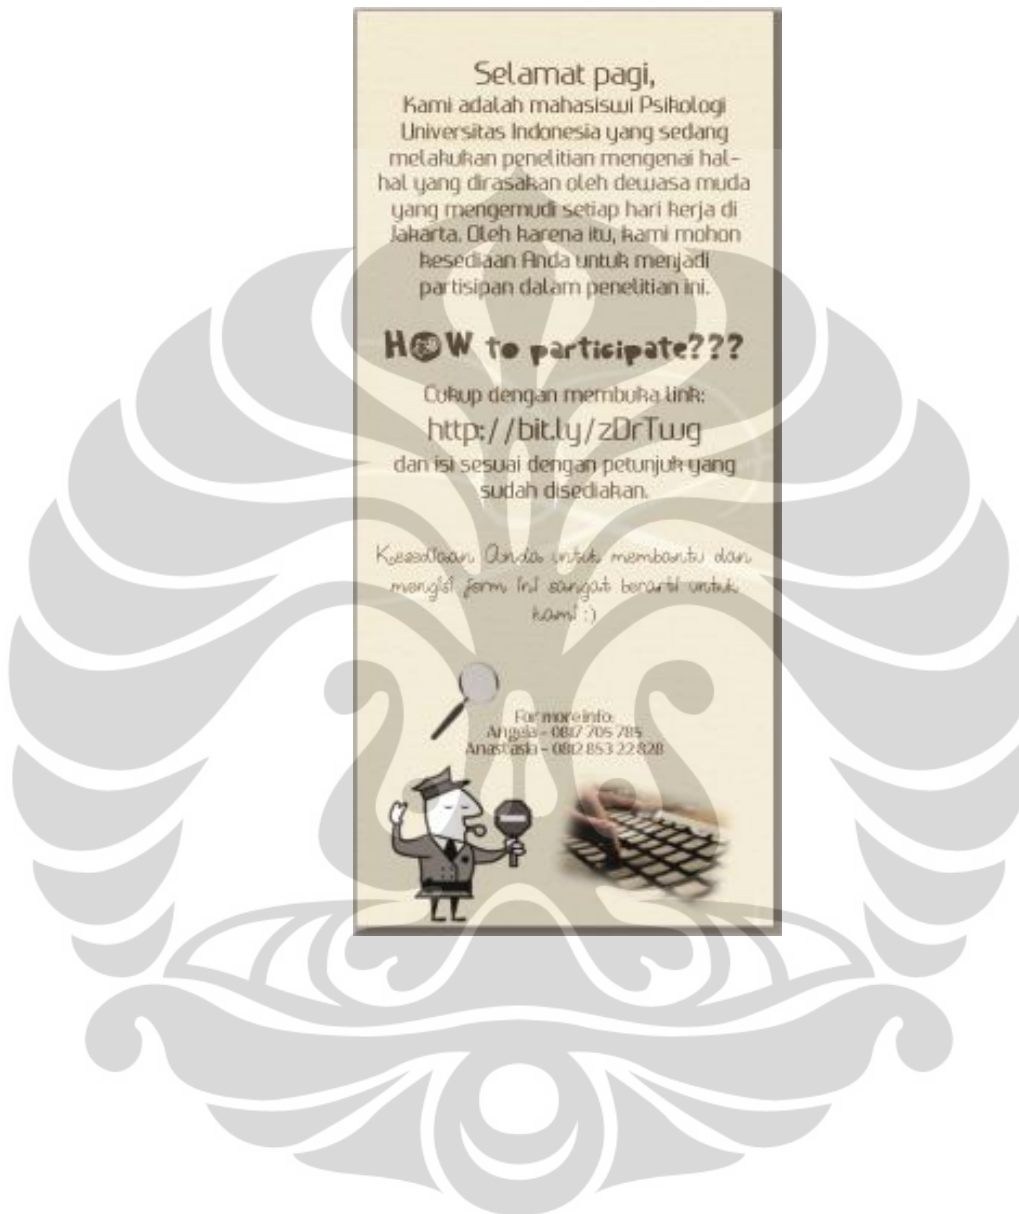 Selamat pagi,
Kami adalah mahasiswi Psikologi
Universitas Indonesia yang sedang
melakukan penelitian mengenai hal-
hal yang dirasakan oleh dewasa muda
yang mengemudi setiap hari kerja di
Jakarta. Oleh karena itu, kami mohon
kesediaan Anda untuk menjadi
partisipan dalam penelitian ini.
HOW to participate???
Cukup dengan membuka link:
http://bit.ly/zDrTwg
dan isi sesuai dengan petunjuk yang
sudah disediakan.
Kesediaan Anda untuk membantu dan
mengisi form ini sangat berarti untuk
kami :)
For more info:
Angela - 0817 705 785
Anastasia - 0812 853 22 828